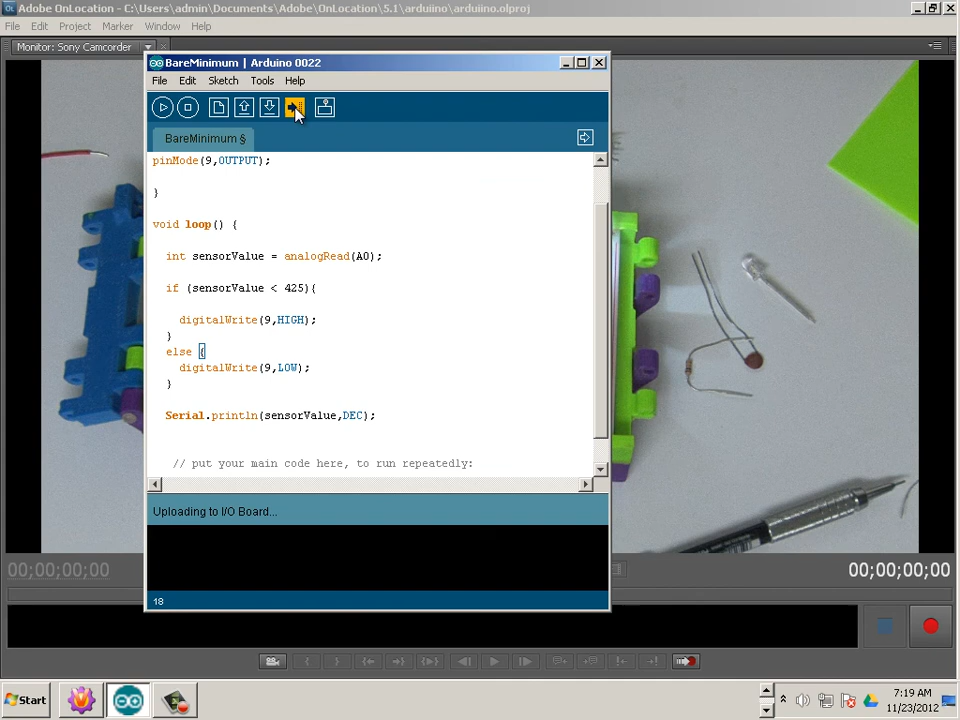 Adobe OnLocation - C:\Users\admin\Documents\Adobe\OnLocation\5.1\arduiino\arduiino.olproj
File Edit Project Marker Window Help
Monitor: Sony Camcorder
BareMinimum | Arduino 0022
File Edit Sketch Tools Help
BareMinimum §
pinMode(9,OUTPUT);
}
void loop() {
int sensorValue = analogRead(A0);
if (sensorValue < 425){
digitalWrite(9,HIGH);
}
else {
digitalWrite(9,LOW);
}
Serial.println(sensorValue,DEC);
// put your main code here, to run repeatedly:
Uploading to I/O Board...
18
00;00;00;00
00;00;00;00
Start
7:19 AM
11/23/2012